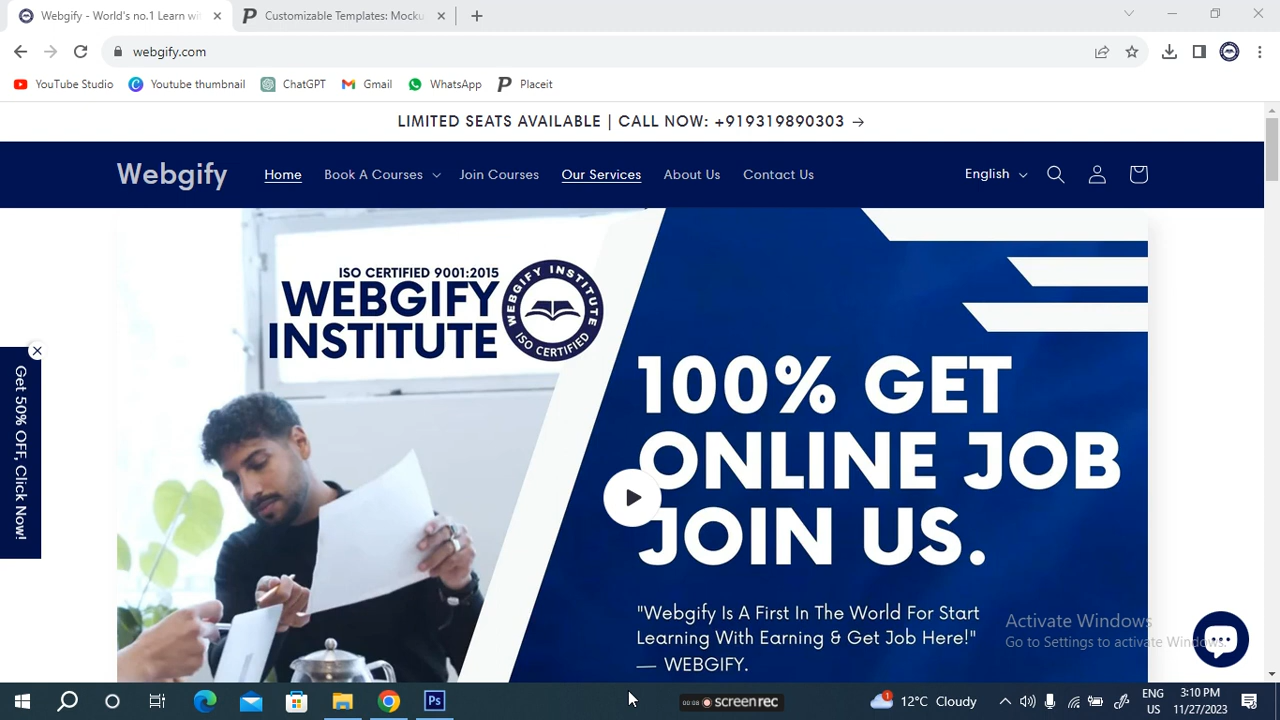 Webgify - World's no.1 Learn wi
Customizable Templates: Mocku
webgify.com
YouTube Studio
Youtube thumbnail
ChatGPT
Gmail
WhatsApp
Placeit
LIMITED SEATS AVAILABLE | CALL NOW: +919319890303 →
Webgify
Home
Book A Courses
Join Courses
Our Services
About Us
Contact Us
English
ISO CERTIFIED 9001:2015
WEBGIFY
INSTITUTE
WEBGIFY INSTITUTE
ISO CERTIFIED
Get 50% OFF, Click Now!
100% GET
ONLINE JOB
JOIN US.
"Webgify Is A First In The World For Start
Learning With Earning & Get Job Here!"
— WEBGIFY.
Activate Windows
Go to Settings to activate Windows.
Ps
00:08
screenrec
1
12°C Cloudy
ENG
US
3:10 PM
11/27/2023